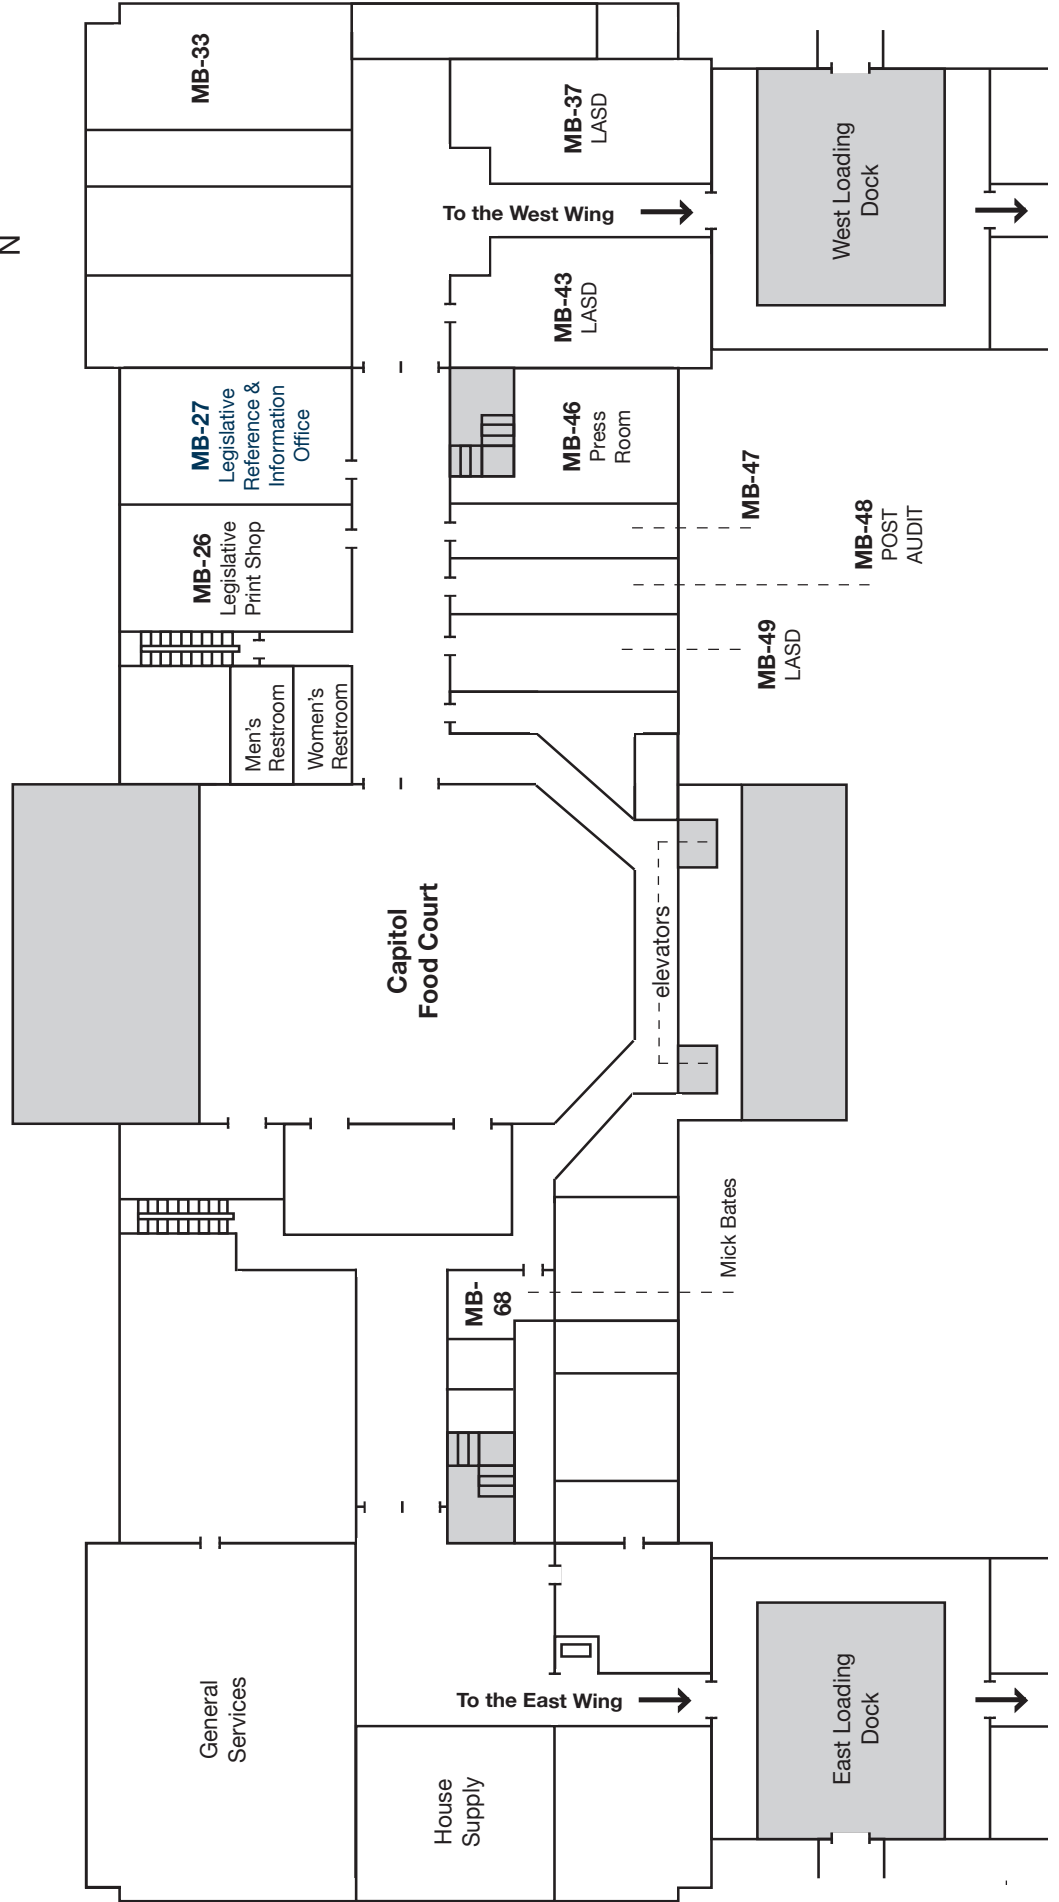 N
MB-33
MB-37
LASD
West Loading
Dock
To the West Wing
MB-43
LASD
MB-27
Legislative
Reference &
Information
Office
MB-46
Press
Room
MB-47
MB-48
POST
AUDIT
MB-26
Legislative
Print Shop
MB-49
LASD
Men's
Restroom
Women's
Restroom
Capitol
Food Court
elevators
Mick Bates
MB-
68
General
Services
To the East Wing
East Loading
Dock
House
Supply